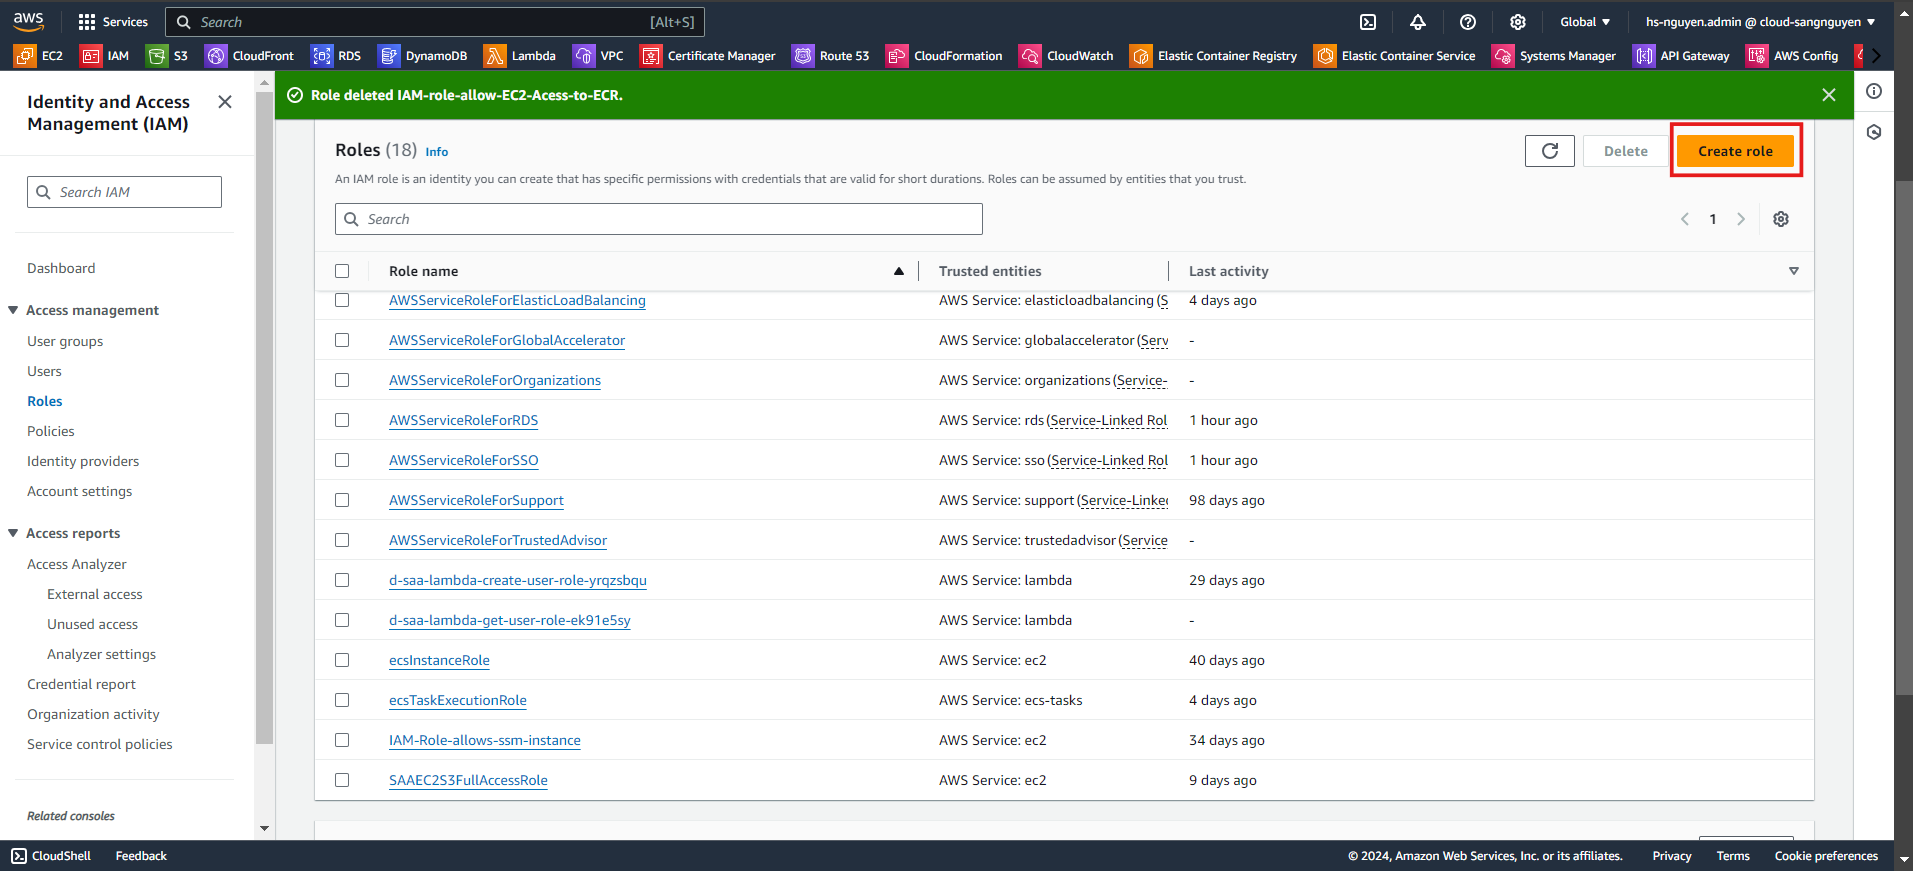 aws Services Search [Alt+S] Global ▼ hs-nguyen.admin @ cloud-sangnguyen ▼
EC2 IAM S3 CloudFront RDS DynamoDB Lambda VPC Certificate Manager Route 53 CloudFormation CloudWatch Elastic Container Registry Elastic Container Service Systems Manager API Gateway AWS Config
Identity and Access
Management (IAM)
Search IAM
Dashboard
Access management
User groups
Users
Roles
Policies
Identity providers
Account settings
Access reports
Access Analyzer
External access
Unused access
Analyzer settings
Credential report
Organization activity
Service control policies
Related consoles
Role deleted IAM-role-allow-EC2-Acess-to-ECR.
Roles (18) Info
Delete
Create role
An IAM role is an identity you can create that has specific permissions with credentials that are valid for short durations. Roles can be assumed by entities that you trust.
Search
1
Role name Trusted entities Last activity
AWSServiceRoleForElasticLoadBalancing AWS Service: elasticloadbalancing (S 4 days ago
AWSServiceRoleForGlobalAccelerator AWS Service: globalaccelerator (Serv -
AWSServiceRoleForOrganizations AWS Service: organizations (Service- -
AWSServiceRoleForRDS AWS Service: rds (Service-Linked Rol 1 hour ago
AWSServiceRoleForSSO AWS Service: sso (Service-Linked Rol 1 hour ago
AWSServiceRoleForSupport AWS Service: support (Service-Linked 98 days ago
AWSServiceRoleForTrustedAdvisor AWS Service: trustedadvisor (Service -
d-saa-lambda-create-user-role-yrqzsbqu AWS Service: lambda 29 days ago
d-saa-lambda-get-user-role-ek91e5sy AWS Service: lambda -
ecsInstanceRole AWS Service: ec2 40 days ago
ecsTaskExecutionRole AWS Service: ecs-tasks 4 days ago
IAM-Role-allows-ssm-instance AWS Service: ec2 34 days ago
SAAEC2S3FullAccessRole AWS Service: ec2 9 days ago
CloudShell Feedback © 2024, Amazon Web Services, Inc. or its affiliates. Privacy Terms Cookie preferences